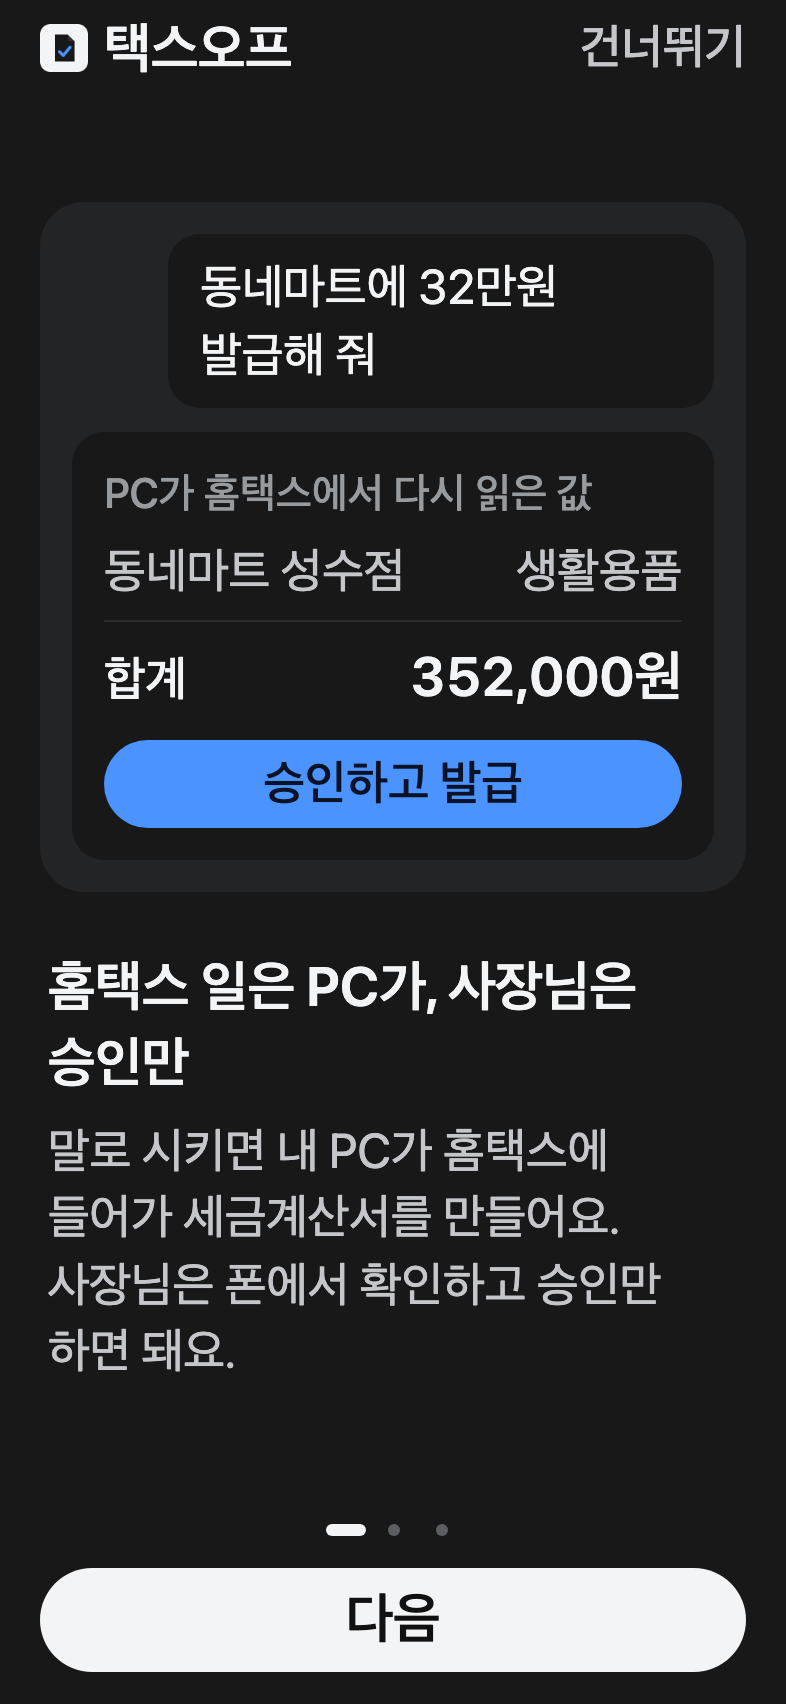 택스오프
건너뛰기
동네마트에 32만원
발급해 줘
PC가 홈택스에서 다시 읽은 값
동네마트 성수점 생활용품
합계 352,000원
승인하고 발급
홈택스 일은 PC가, 사장님은
승인만
말로 시키면 내 PC가 홈택스에
들어가 세금계산서를 만들어요.
사장님은 폰에서 확인하고 승인만
하면 돼요.
다음